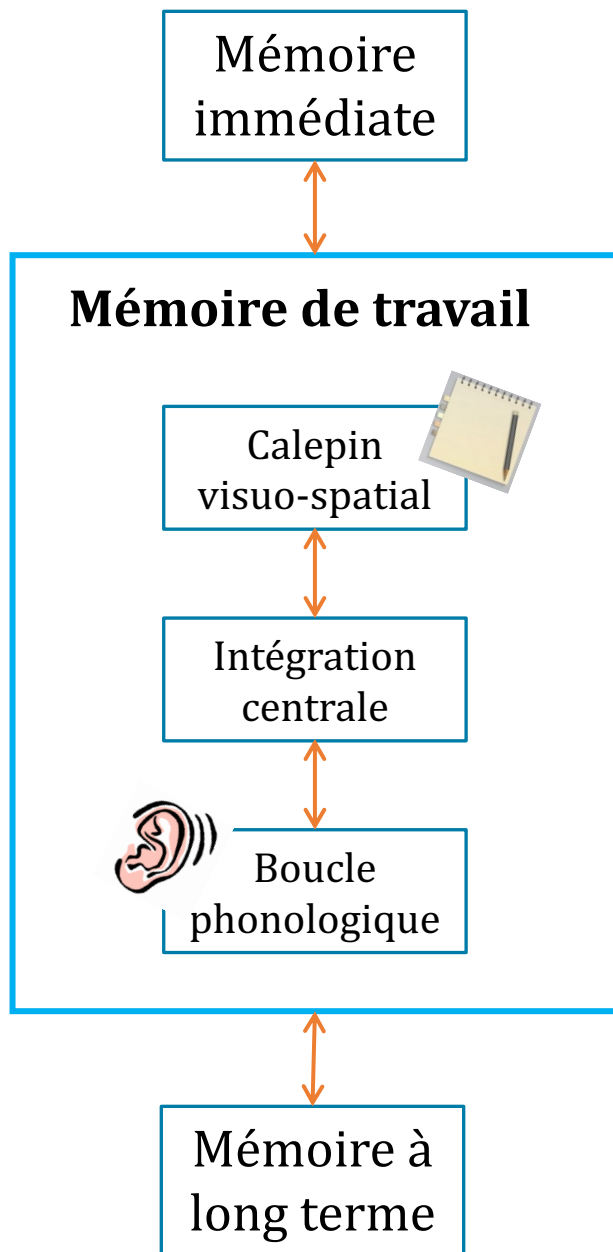 Mémoire
immédiate
Mémoire de travail
Calepin
visuo-spatial
Intégration
centrale
Boucle
phonologique
Mémoire à
long terme